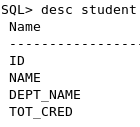 SQL> desc student
Name
-----------------
ID
NAME
DEPT_NAME
TOT_CRED